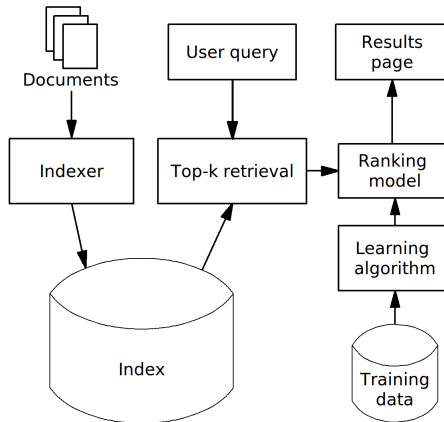 Documents
User query
Results
page
Indexer
Top-k retrieval
Ranking
model
Learning
algorithm
Index
Training
data